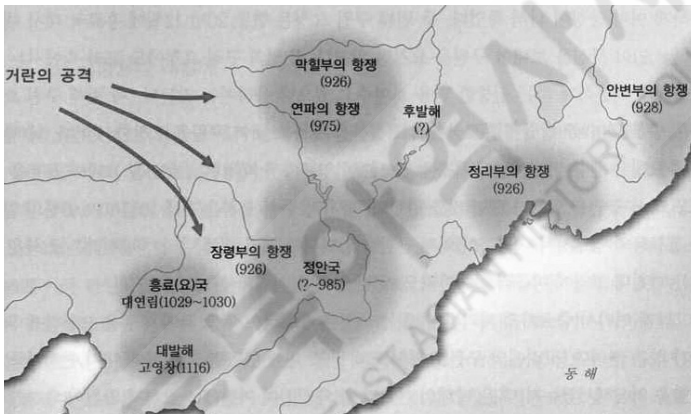 거란의 공격
막힐부의 항쟁
(926)
연파의 항쟁
(975)
후발해
(?)
안변부의 항쟁
(928)
정리부의 항쟁
(926)
장령부의 항쟁
(926)
정안국
(?~985)
흥료(요)국
대연림(1029~1030)
대발해
고영창(1116)
동해
EAST ASIAN HISTORY